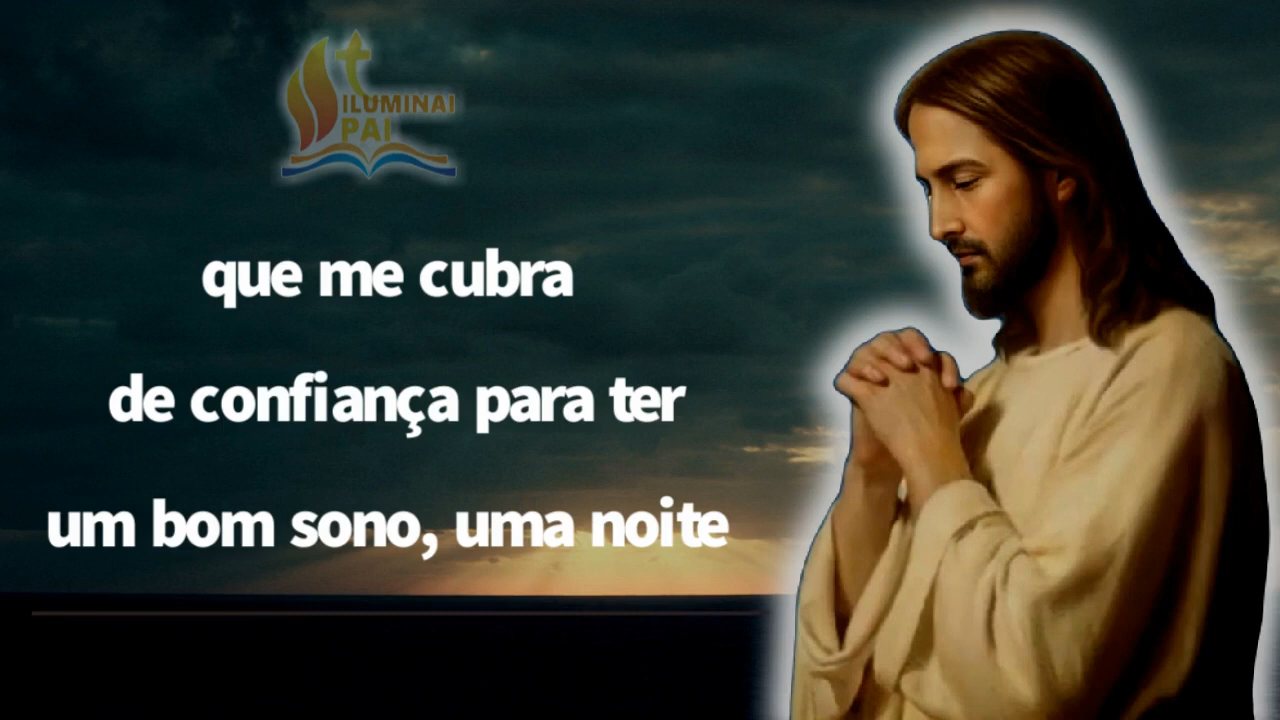 ILUMINAI
PAI
que me cubra
de confiança para ter
um bom sono, uma noite